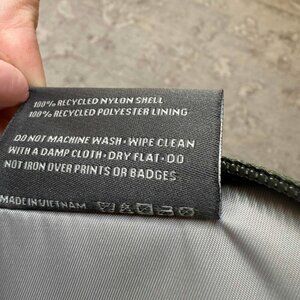 100% RECYCLED NYLON SHELL
100% RECYCLED POLYESTER LINING
DO NOT MACHINE WASH • WIPE CLEAN
WITH A DAMP CLOTH • DRY FLAT • DO
NOT IRON OVER PRINTS OR BADGES.
MADE IN VIETNAM